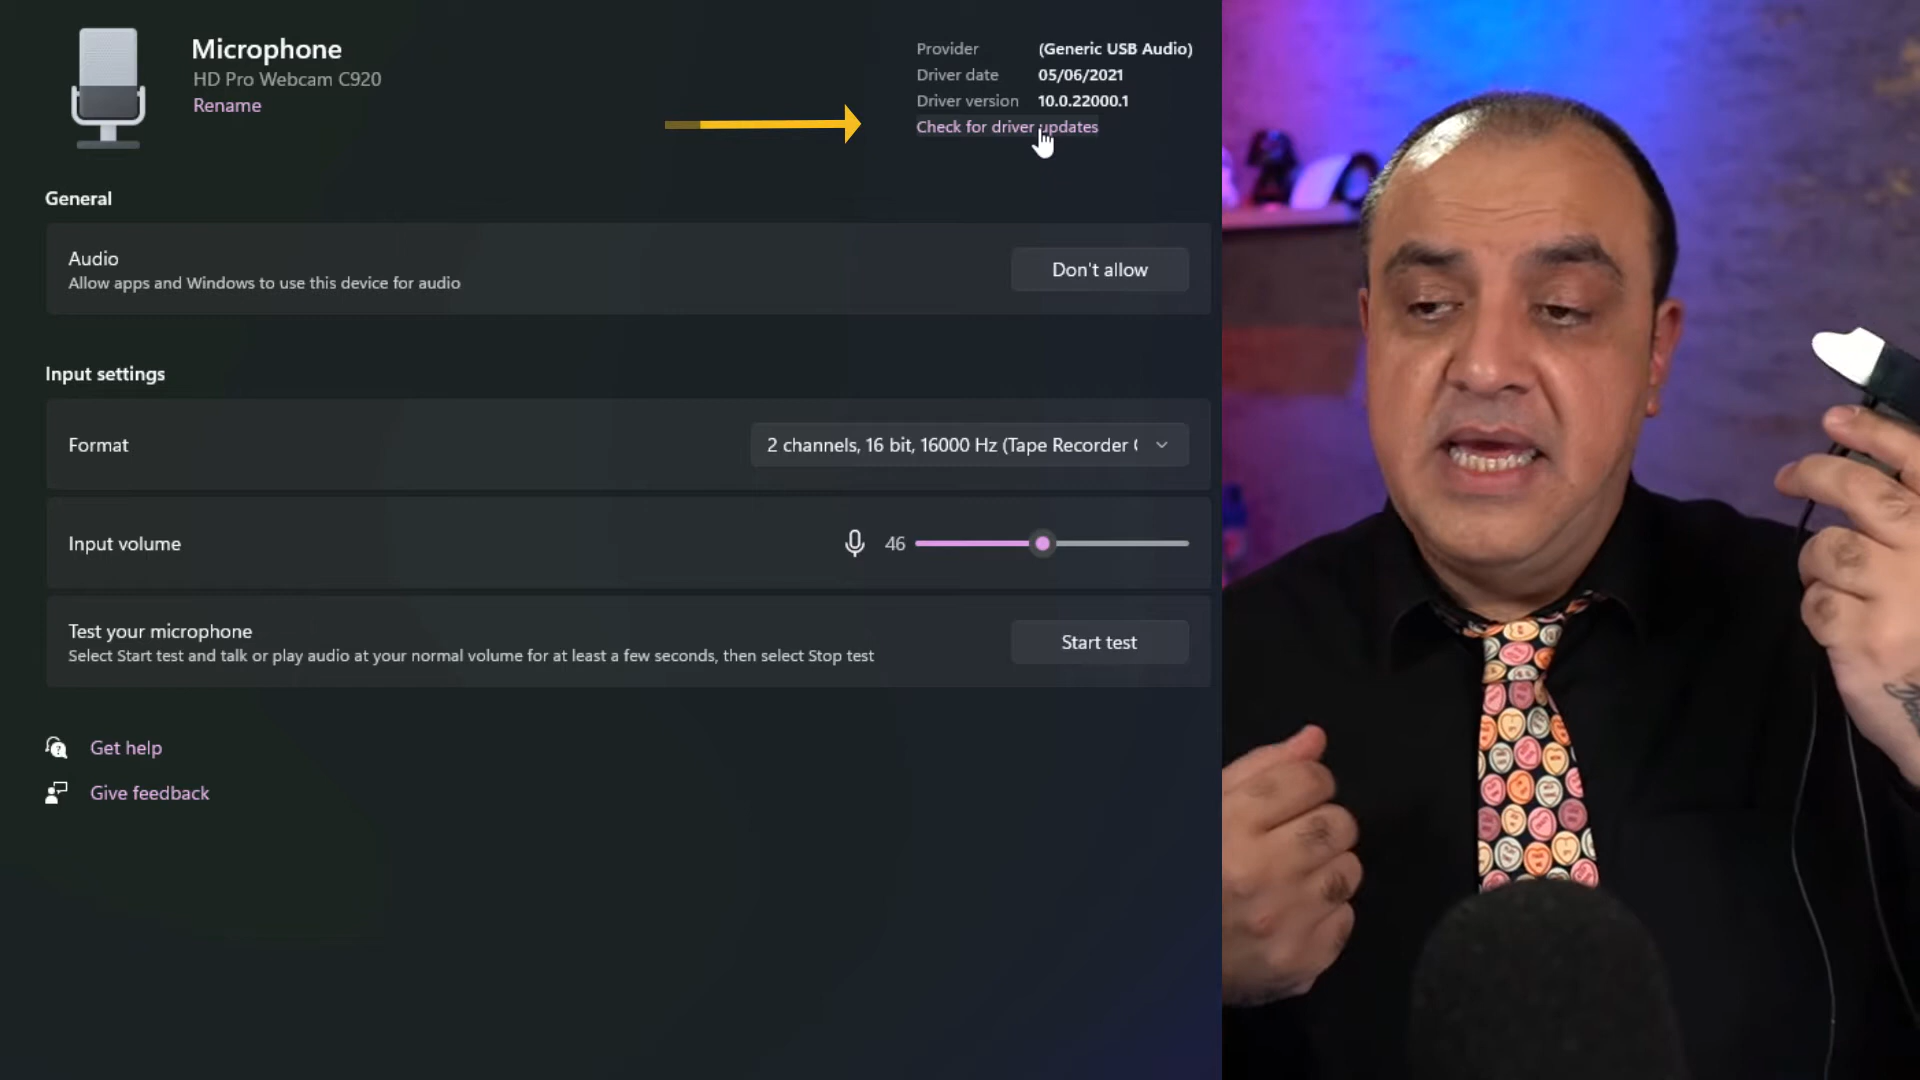 Microphone
HD Pro Webcam C920
Rename
Provider (Generic USB Audio)
Driver date 05/06/2021
Driver version 10.0.22000.1
Check for driver updates
General
Audio
Allow apps and Windows to use this device for audio
Don't allow
Input settings
Format
2 channels, 16 bit, 16000 Hz (Tape Recorder
Input volume
46
Test your microphone
Select Start test and talk or play audio at your normal volume for at least a few seconds, then select Stop test
Start test
Get help
Give feedback